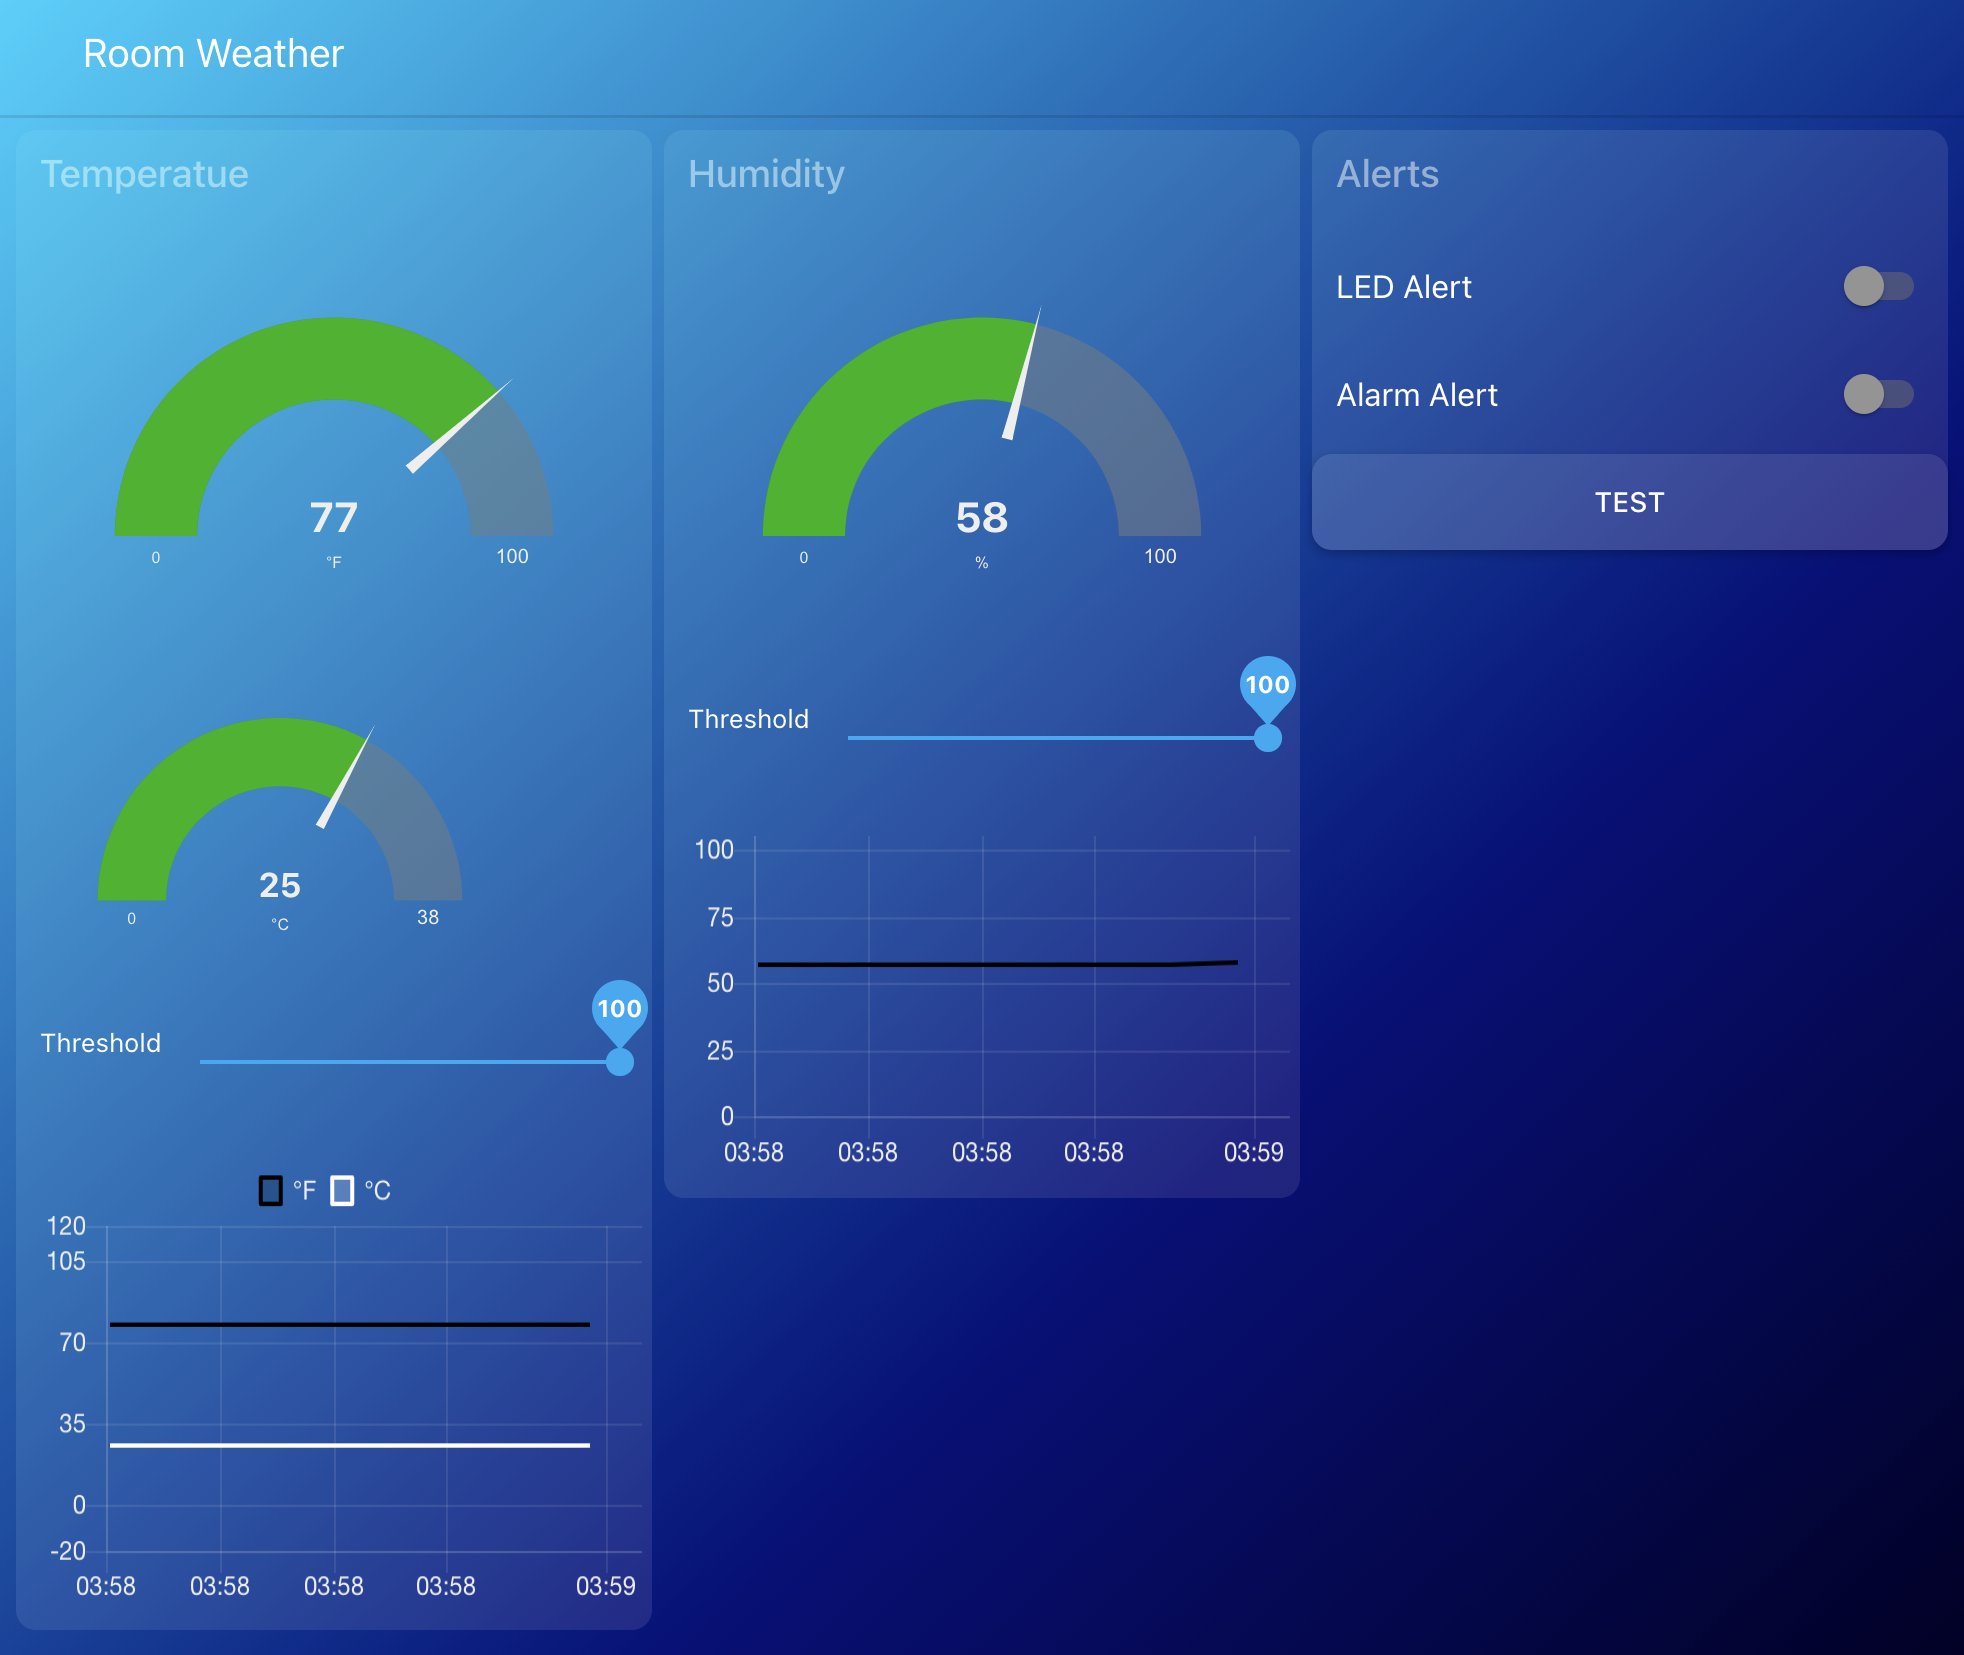 Room Weather
Temperatue
77
0 °F 100
25
0 °C 38
Threshold 100
°F °C
120
105
70
35
0
-20
03:58 03:58 03:58 03:58 03:59
Humidity
58
0 % 100
Threshold 100
100
75
50
25
0
03:58 03:58 03:58 03:58 03:59
Alerts
LED Alert
Alarm Alert
TEST